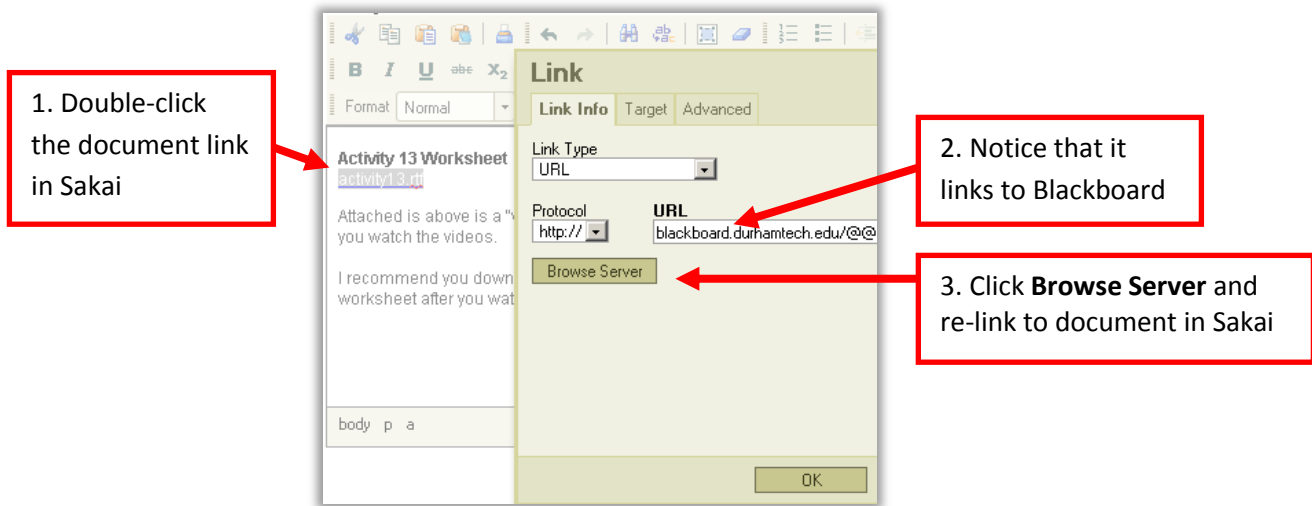 1. Double-click
the document link
in Sakai
B I U abc X2
Format Normal
Activity 13 Worksheet
activity13.rtf
Attached is above is a "
you watch the videos.
I recommend you down
worksheet after you wat
body p a
Link
Link Info Target Advanced
Link Type
URL
Protocol URL
http:// blackboard.durhamtech.edu/@@
Browse Server
OK
2. Notice that it
links to Blackboard
3. Click Browse Server and
re-link to document in Sakai